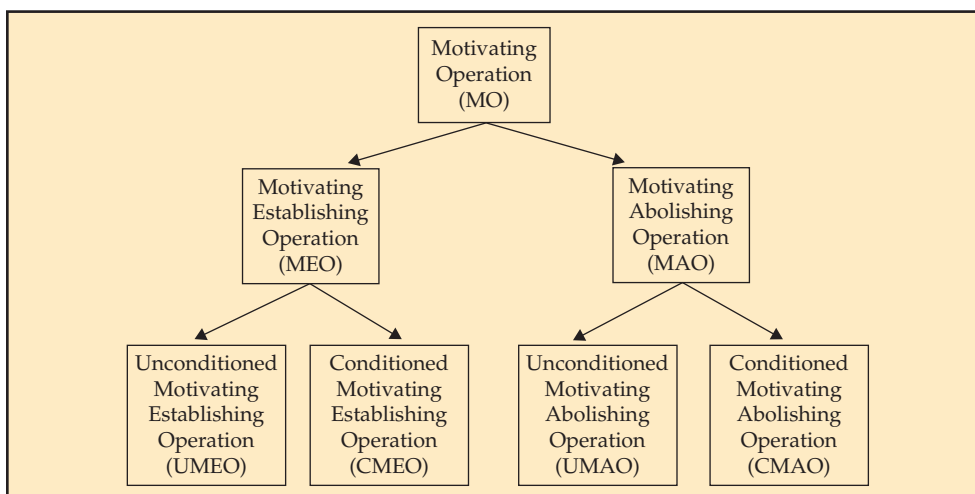 Motivating
Operation
(MO)
Motivating
Establishing
Operation
(MEO)
Motivating
Abolishing
Operation
(MAO)
Unconditioned
Motivating
Establishing
Operation
(UMEO)
Conditioned
Motivating
Establishing
Operation
(CMEO)
Unconditioned
Motivating
Abolishing
Operation
(UMAO)
Conditioned
Motivating
Abolishing
Operation
(CMAO)